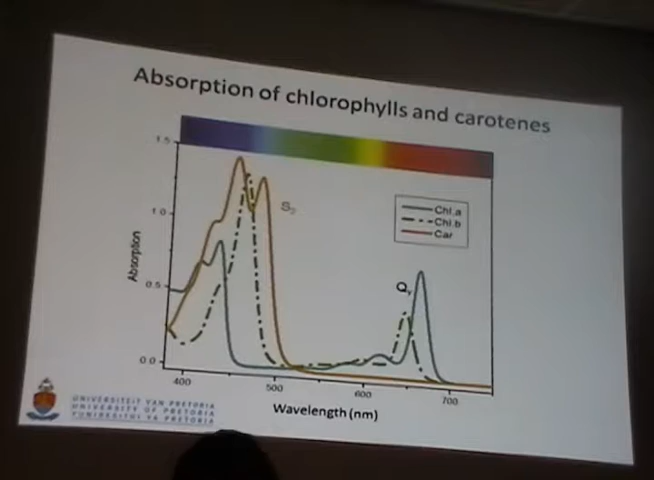 Absorption of chlorophylls and carotenes
1.5
1.0
0.5
0.0
Absorption
S₂
Chl a
Chl b
Car
Qᵧ
400
500
600
700
Wavelength (nm)
UNIVERSITEIT VAN PRETORIA
UNIVERSITY OF PRETORIA
YUNIBESITHI YA PRETORIA